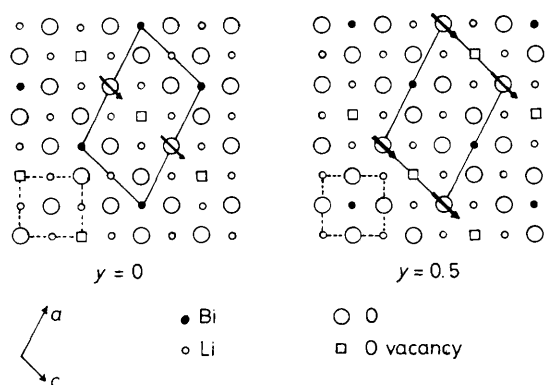 y = 0
y = 0.5
a
c
Bi
Li
O
O vacancy